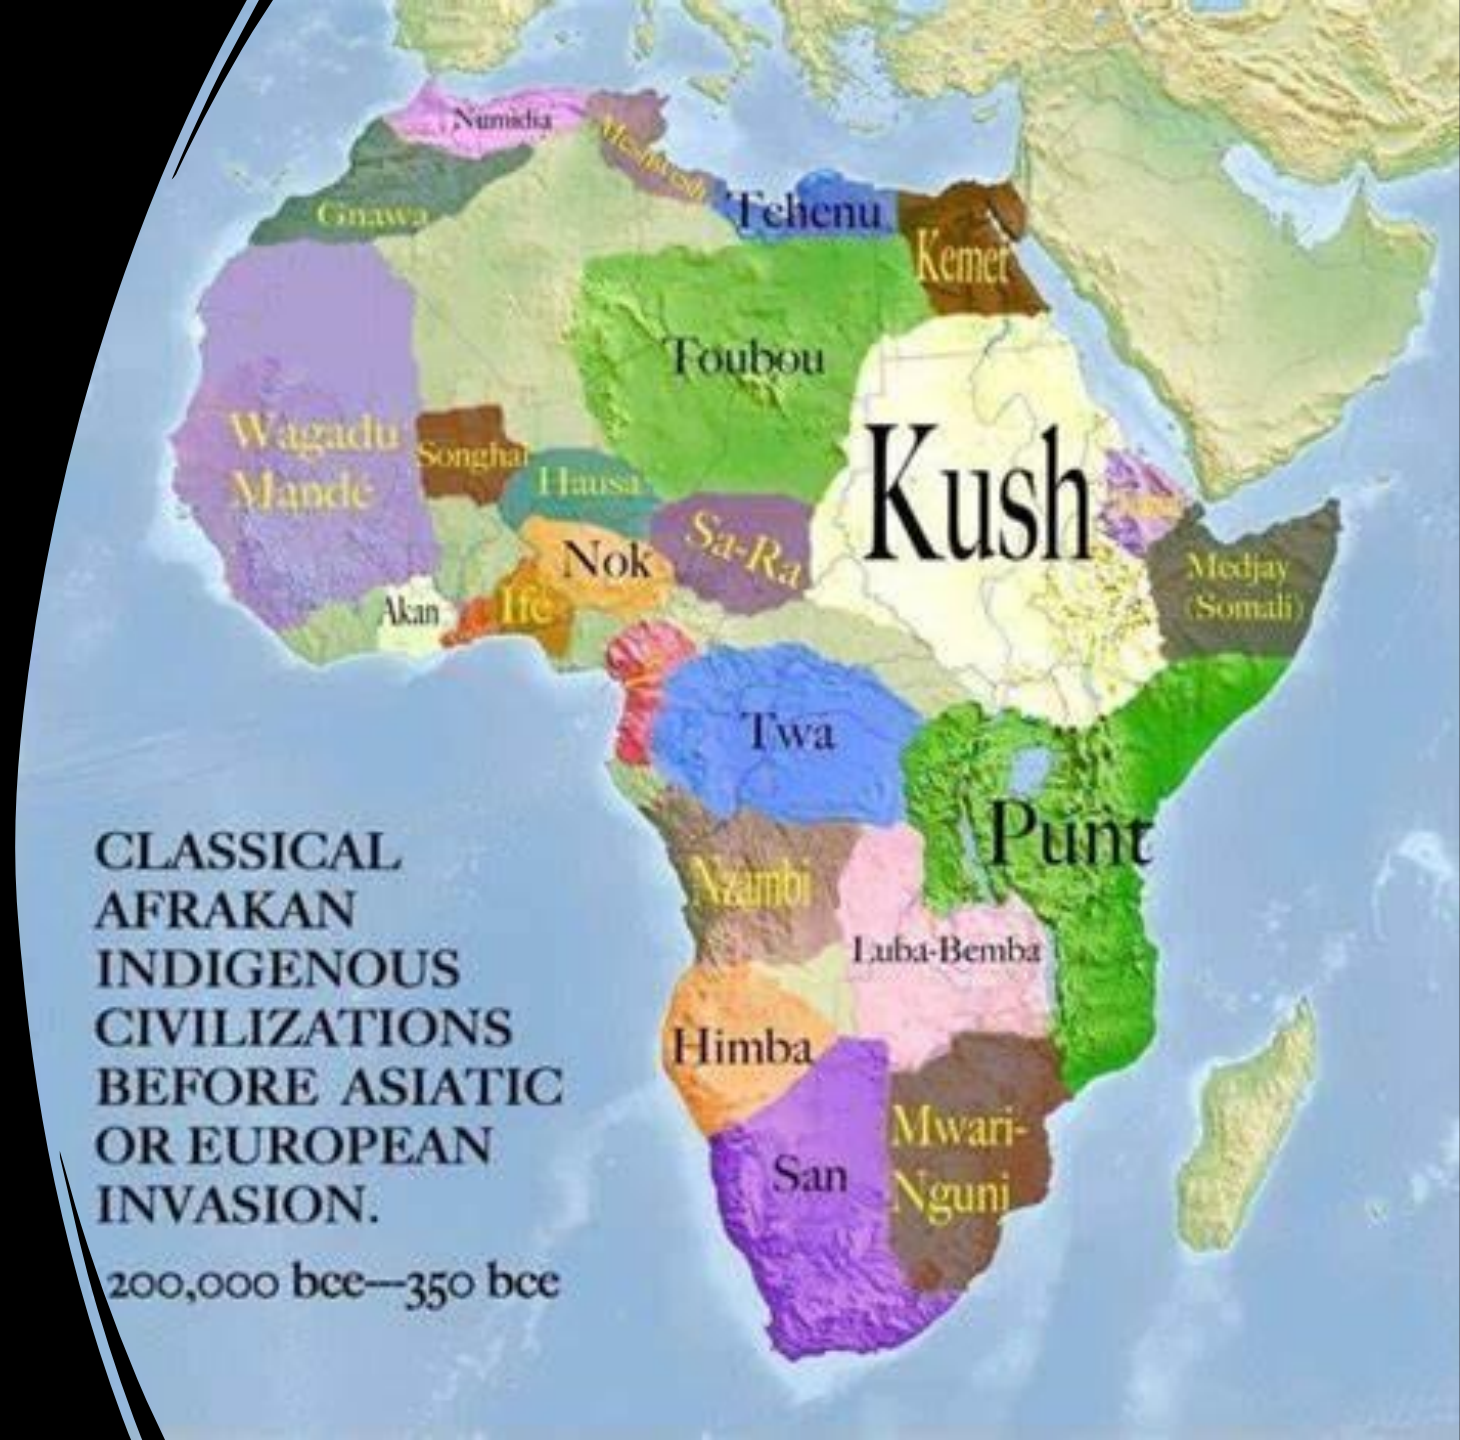 Numidia
Gnawa
Tehenu
Kemet
Toubou
Kush
Wagadu
Mande
Songhai
Hausa
Sa-Ra
Nok
Akan
Ife
Medjay
(Somali)
Twa
Punt
Nzambi
Luba-Bemba
Himba
San
Mwari-
Nguni
CLASSICAL
AFRAKAN
INDIGENOUS
CIVILIZATIONS
BEFORE ASIATIC
OR EUROPEAN
INVASION.
200,000 bce—350 bce